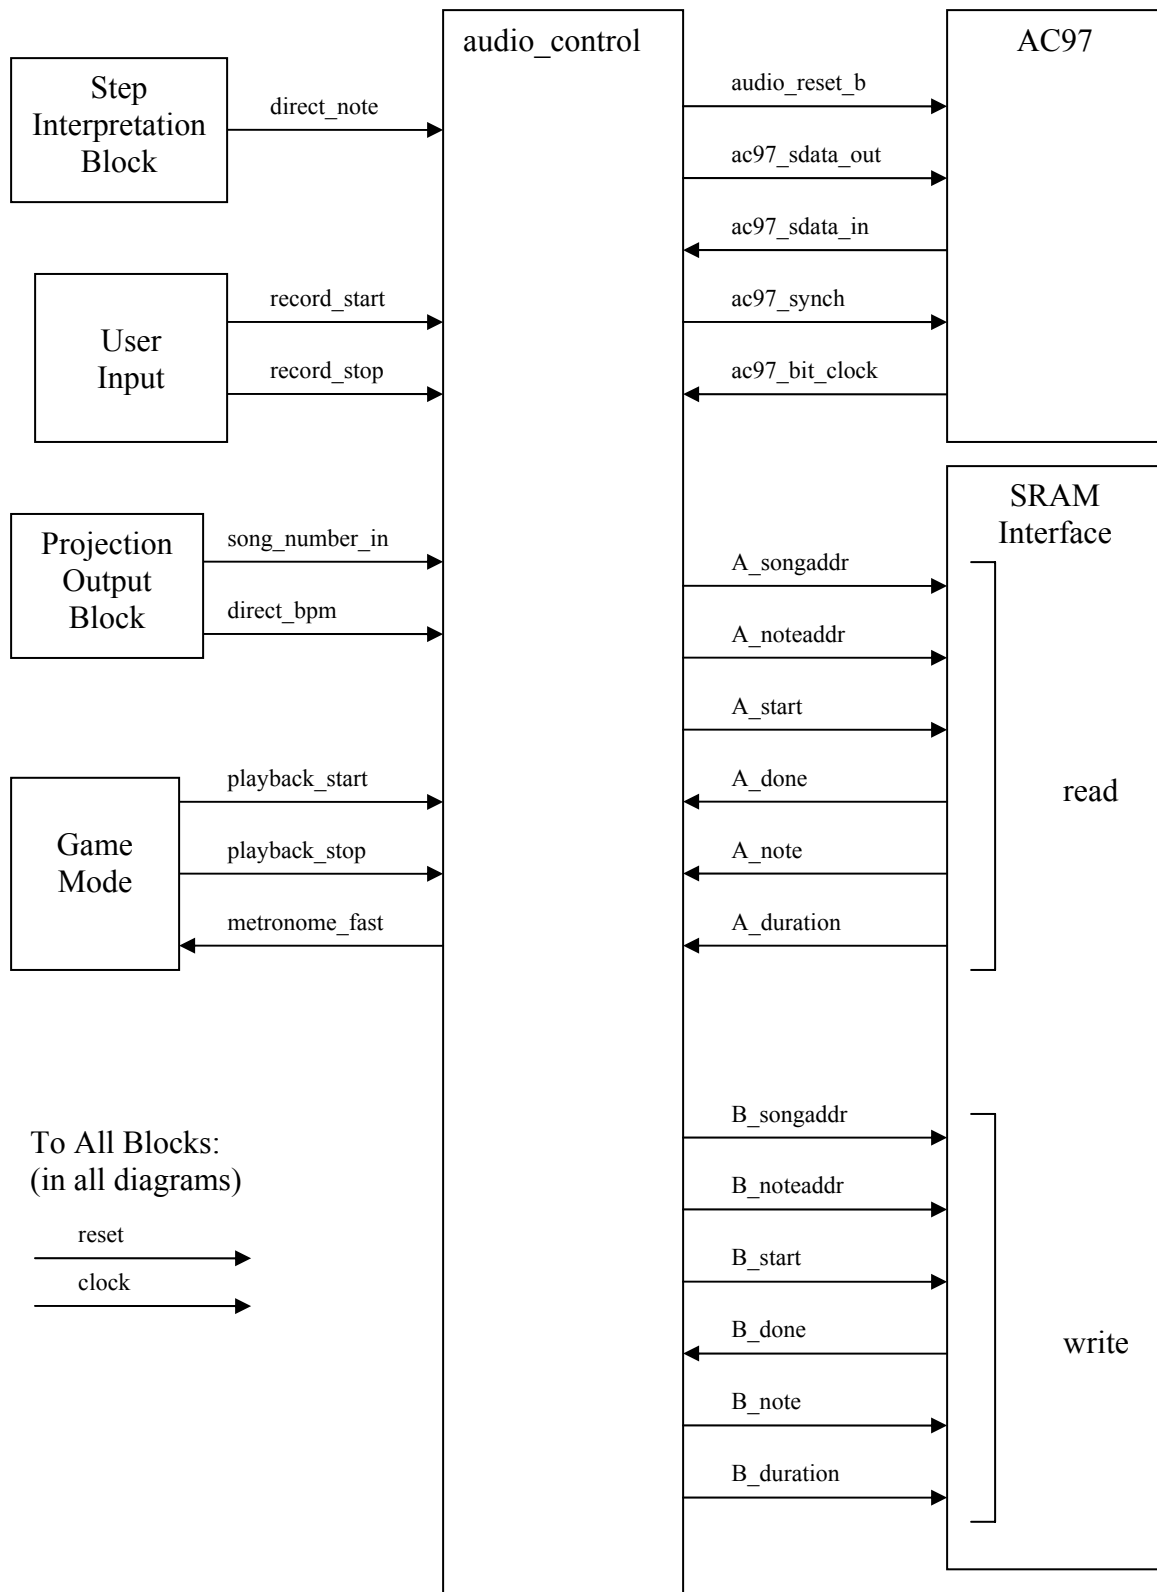 audio_control
AC97
Step
Interpretation
Block
direct_note
audio_reset_b
ac97_sdata_out
ac97_sdata_in
ac97_synch
ac97_bit_clock
User
Input
record_start
record_stop
Projection
Output
Block
song_number_in
direct_bpm
SRAM
Interface
A_songaddr
A_noteaddr
A_start
A_done
A_note
A_duration
read
Game
Mode
playback_start
playback_stop
metronome_fast
To All Blocks:
(in all diagrams)
reset
clock
B_songaddr
B_noteaddr
B_start
B_done
B_note
B_duration
write